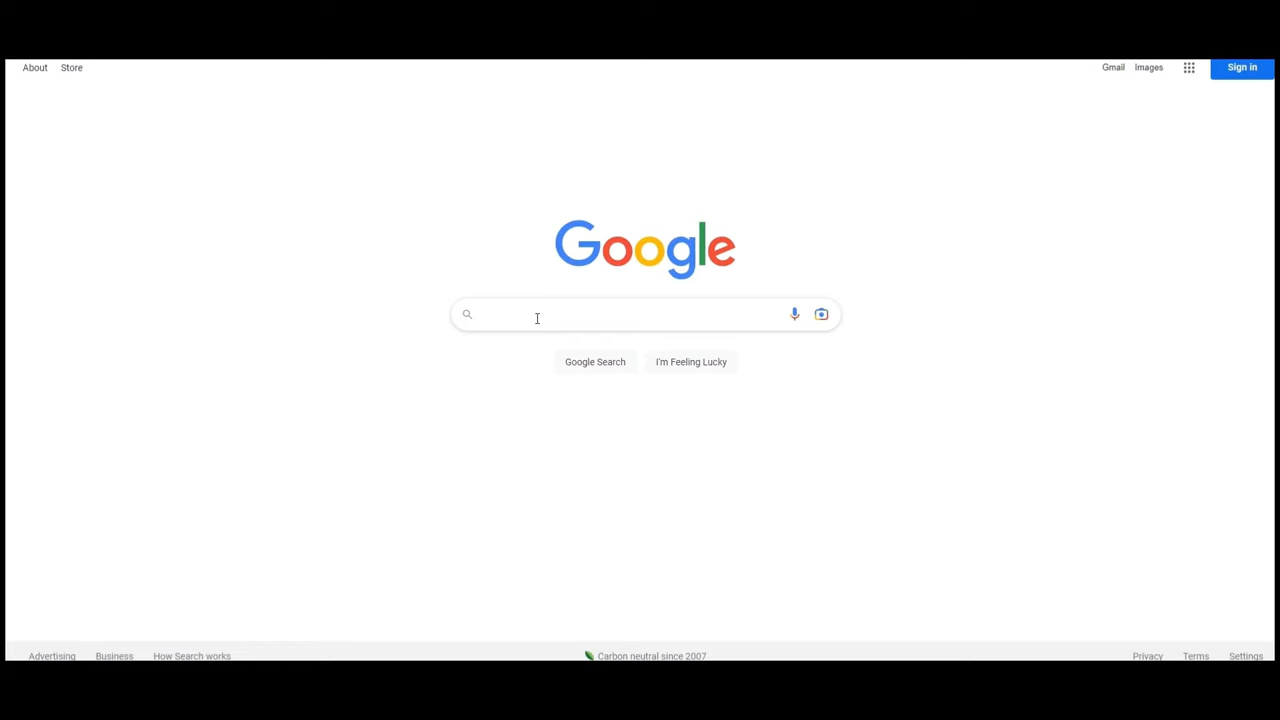 About Store Gmail Images Sign in
Google
Google Search I'm Feeling Lucky
Advertising Business How Search works Carbon neutral since 2007 Privacy Terms Settings